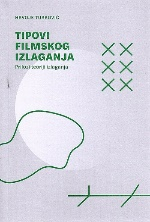 HRVOJE TURKOVIĆ
TIPOVI
FILMSKOG
IZLAGANJA
Prilozi teoriji izlaganja